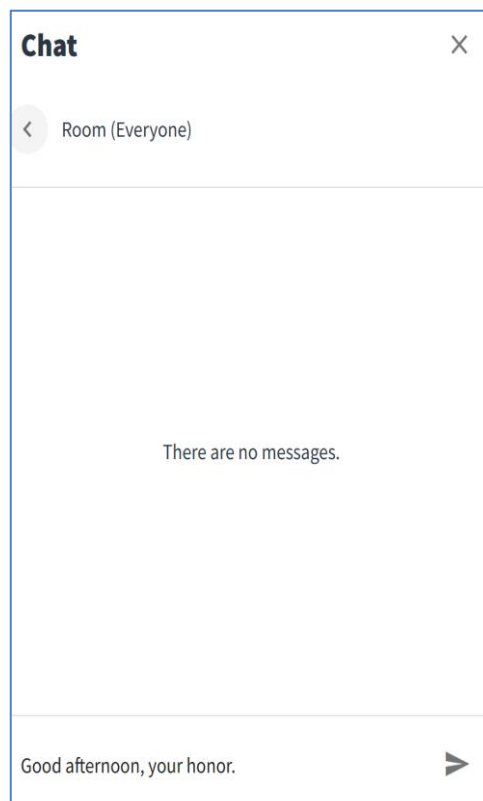 Chat
Room (Everyone)
There are no messages.
Good afternoon, your honor.